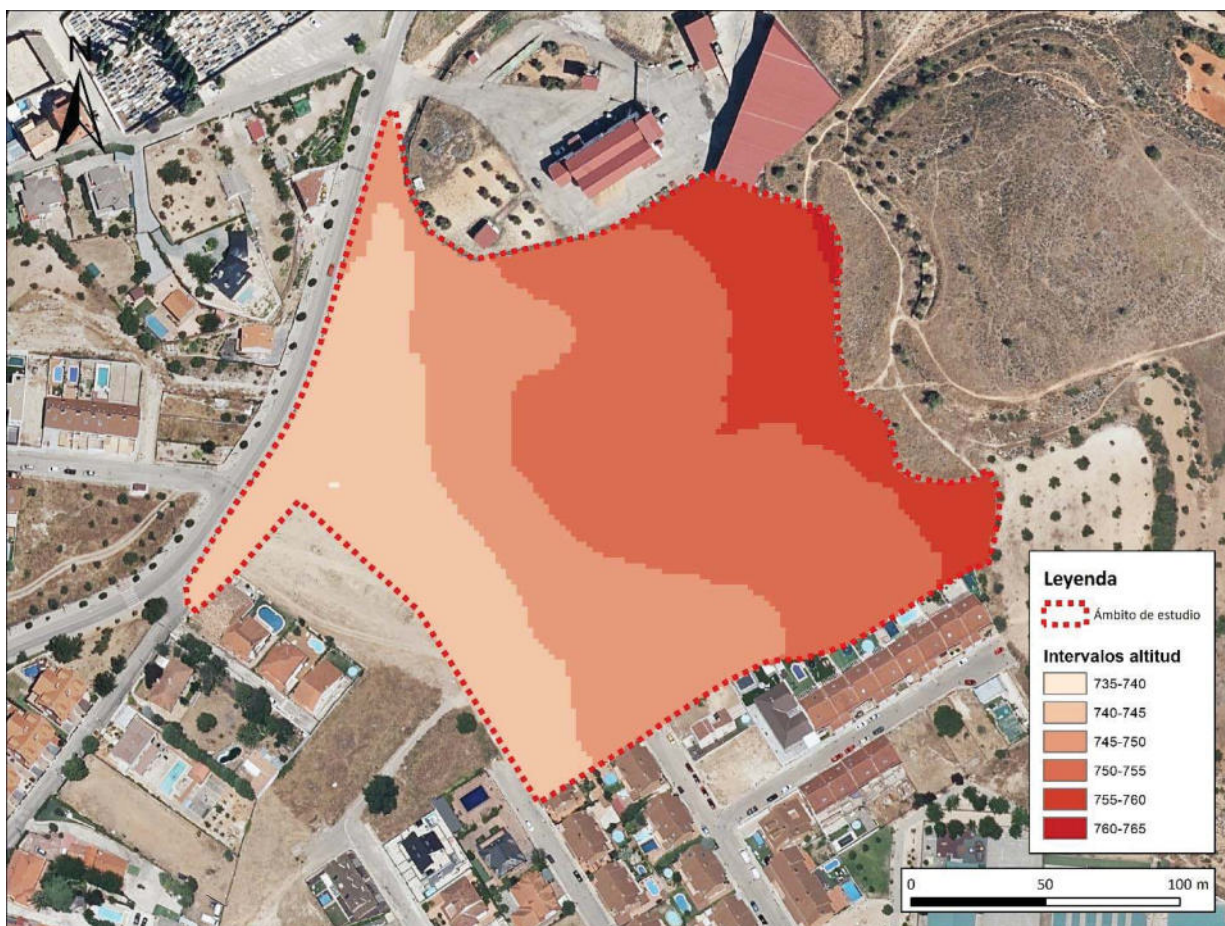 N
Leyenda
Ámbito de estudio
Intervalos altitud
735-740
740-745
745-750
750-755
755-760
760-765
0 50 100 m